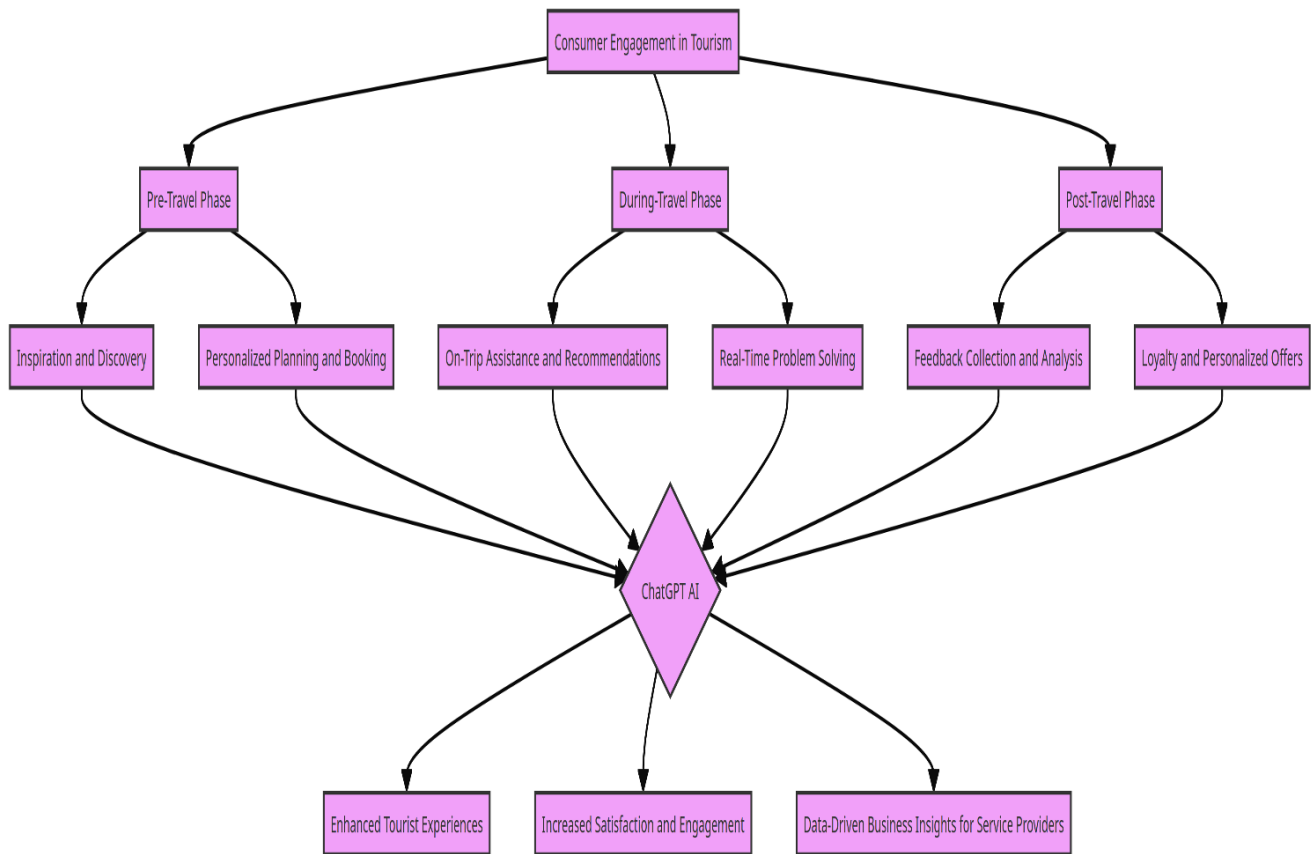 Consumer Engagement in Tourism
Pre-Travel Phase
During-Travel Phase
Post-Travel Phase
Inspiration and Discovery
Personalized Planning and Booking
On-Trip Assistance and Recommendations
Real-Time Problem Solving
Feedback Collection and Analysis
Loyalty and Personalized Offers
ChatGPT AI
Enhanced Tourist Experiences
Increased Satisfaction and Engagement
Data-Driven Business Insights for Service Providers